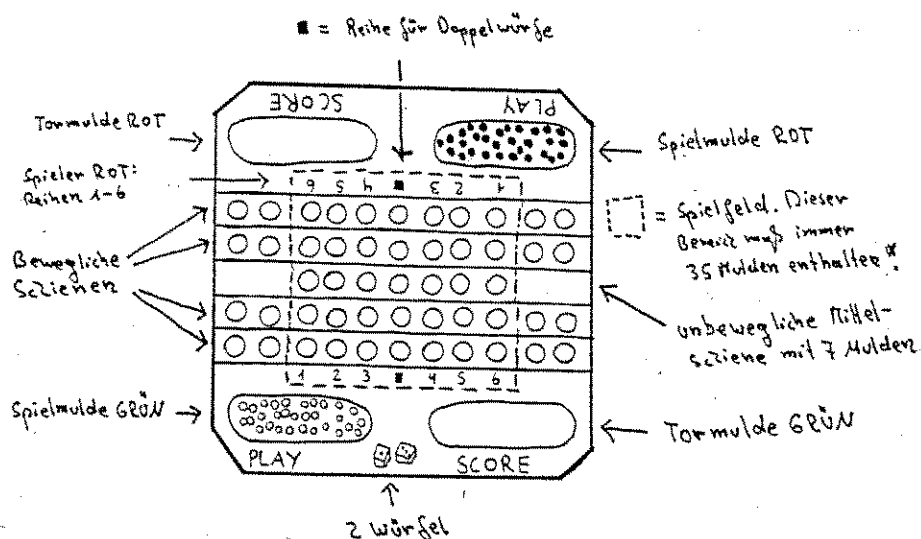 ■ = Reihe für Doppelwürfe
SCORE
PLAY
Tormulde ROT
Spielmulde ROT
Spieler ROT:
Reihen 1-6
6 5 4 ■ 3 2 1
= Spielfeld. Dieser
Bereich muß immer
35 Mulden enthalten*.
Bewegliche
Schienen
unbewegliche Mittel-
schiene mit 7 Mulden
1 2 3 ■ 4 5 6
Spielmulde GRÜN
Tormulde GRÜN
PLAY
SCORE
2 Würfel